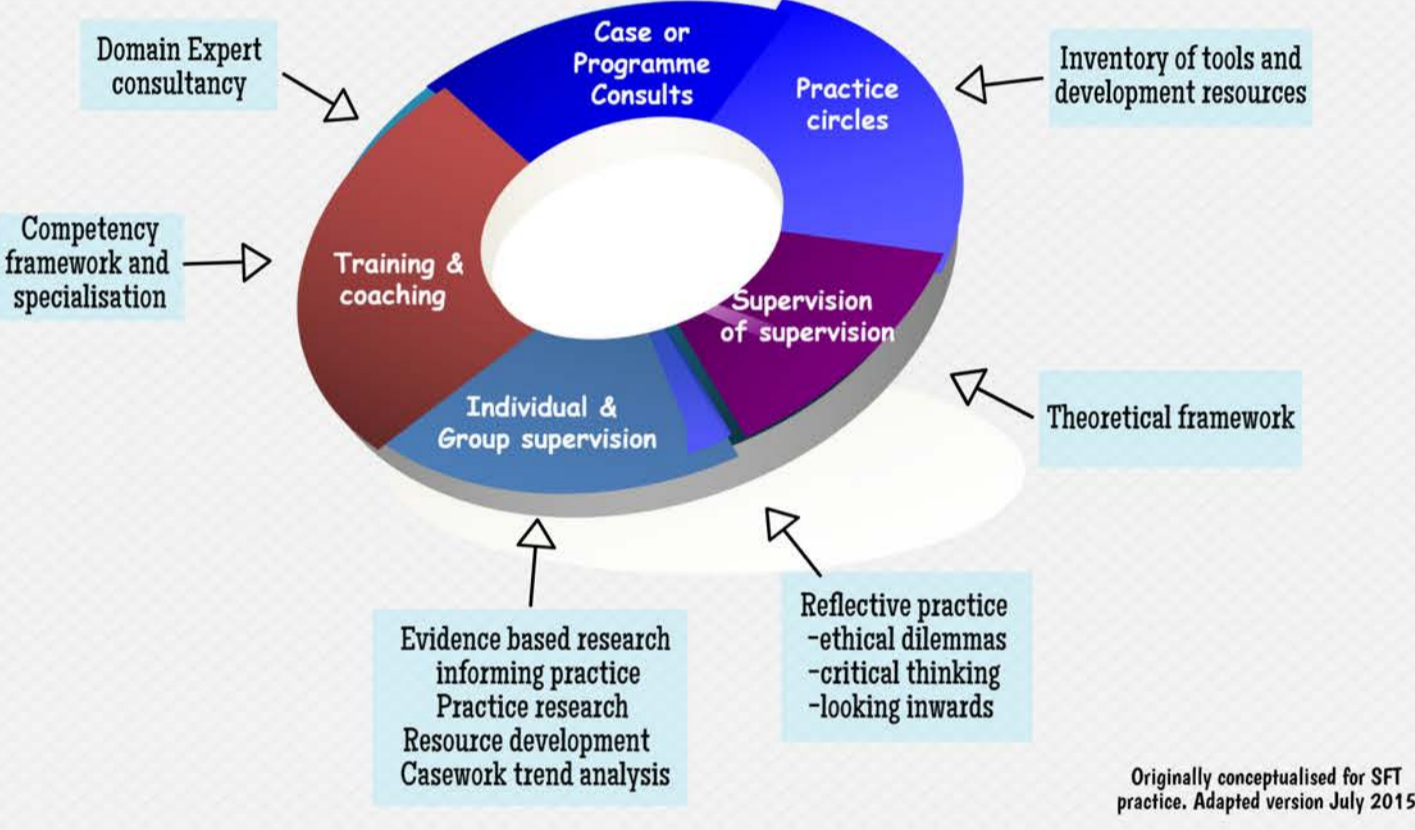 Domain Expert
consultancy
Case or
Programme
Consults
Practice
circles
Inventory of tools and
development resources
Competency
framework and
specialisation
Training &
coaching
Supervision
of supervision
Individual &
Group supervision
Theoretical framework
Evidence based research
informing practice
Practice research
Resource development
Casework trend analysis
Reflective practice
-ethical dilemmas
-critical thinking
-looking inwards
Originally conceptualised for SFT
practice. Adapted version July 2015